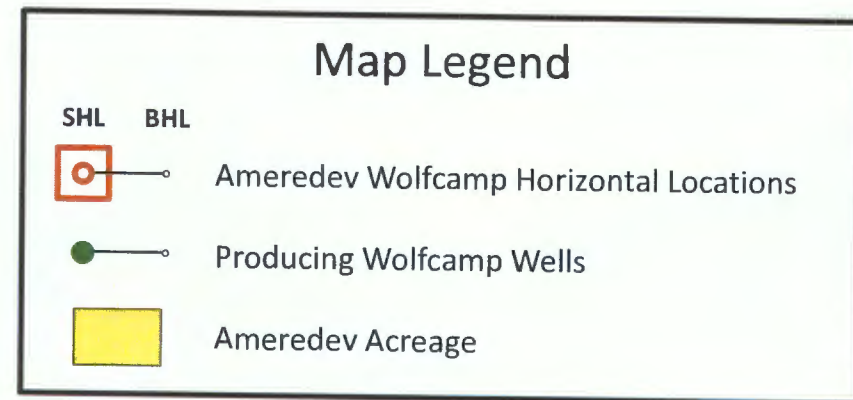 Map Legend
SHL BHL
Ameredev Wolfcamp Horizontal Locations
Producing Wolfcamp Wells
Ameredev Acreage